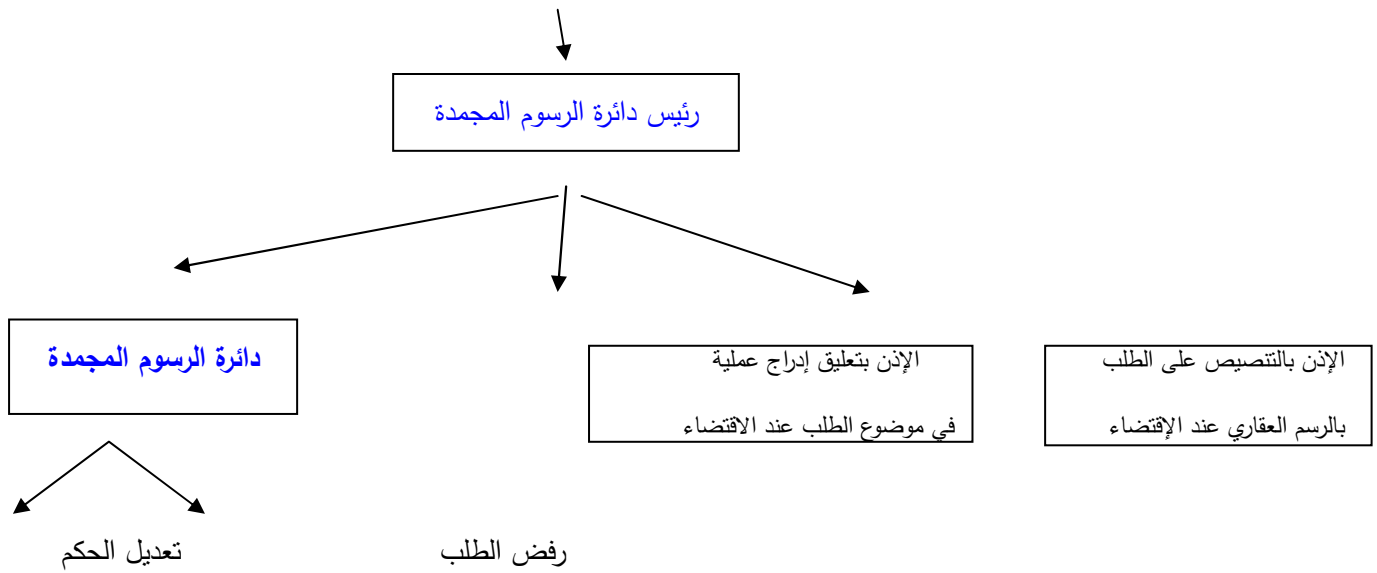 رئيس دائرة الرسوم المجمدة
الإذن بالتنصيص على الطلب
بالرسم العقاري عند الإقتضاء
الإذن بتعليق إدراج عملية
في موضوع الطلب عند الاقتضاء
دائرة الرسوم المجمدة
رفض الطلب
تعديل الحكم